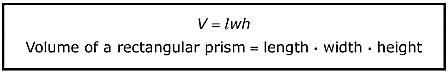 V = lwh
Volume of a rectangular prism = length · width · height